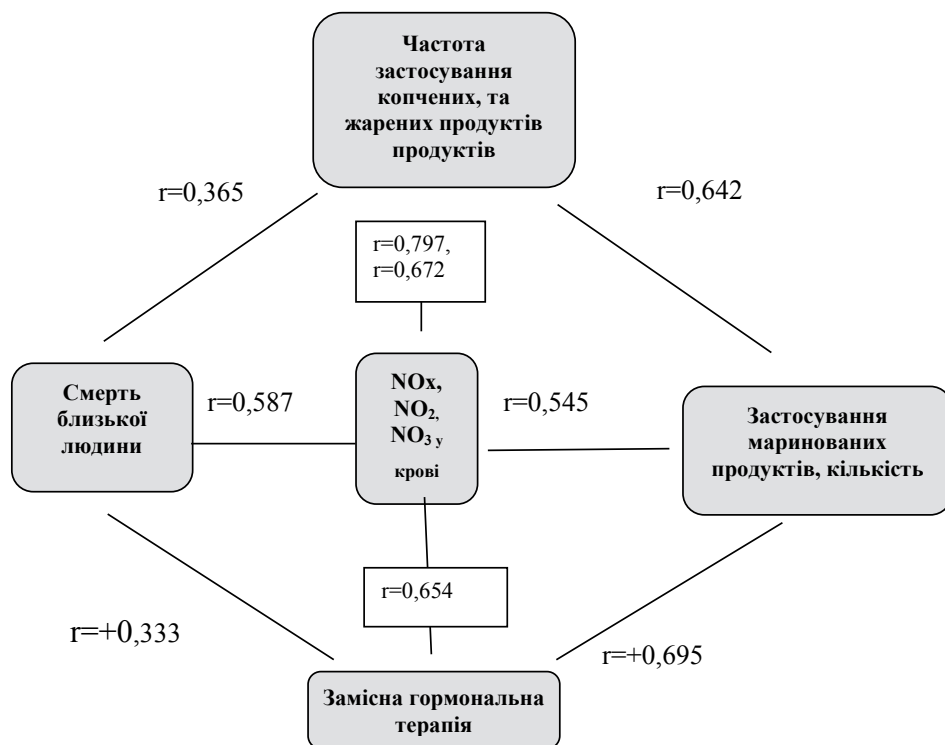 Частота
застосування
копчених, та
жарених продуктів
продуктів
r=0,365
r=0,642
r=0,797,
r=0,672
Смерть
близької
людини
r=0,587
NOx,
NO2,
NO3 у
крові
r=0,545
Застосування
маринованих
продуктів, кількість
r=0,654
r=+0,333
r=+0,695
Замісна гормональна
терапія